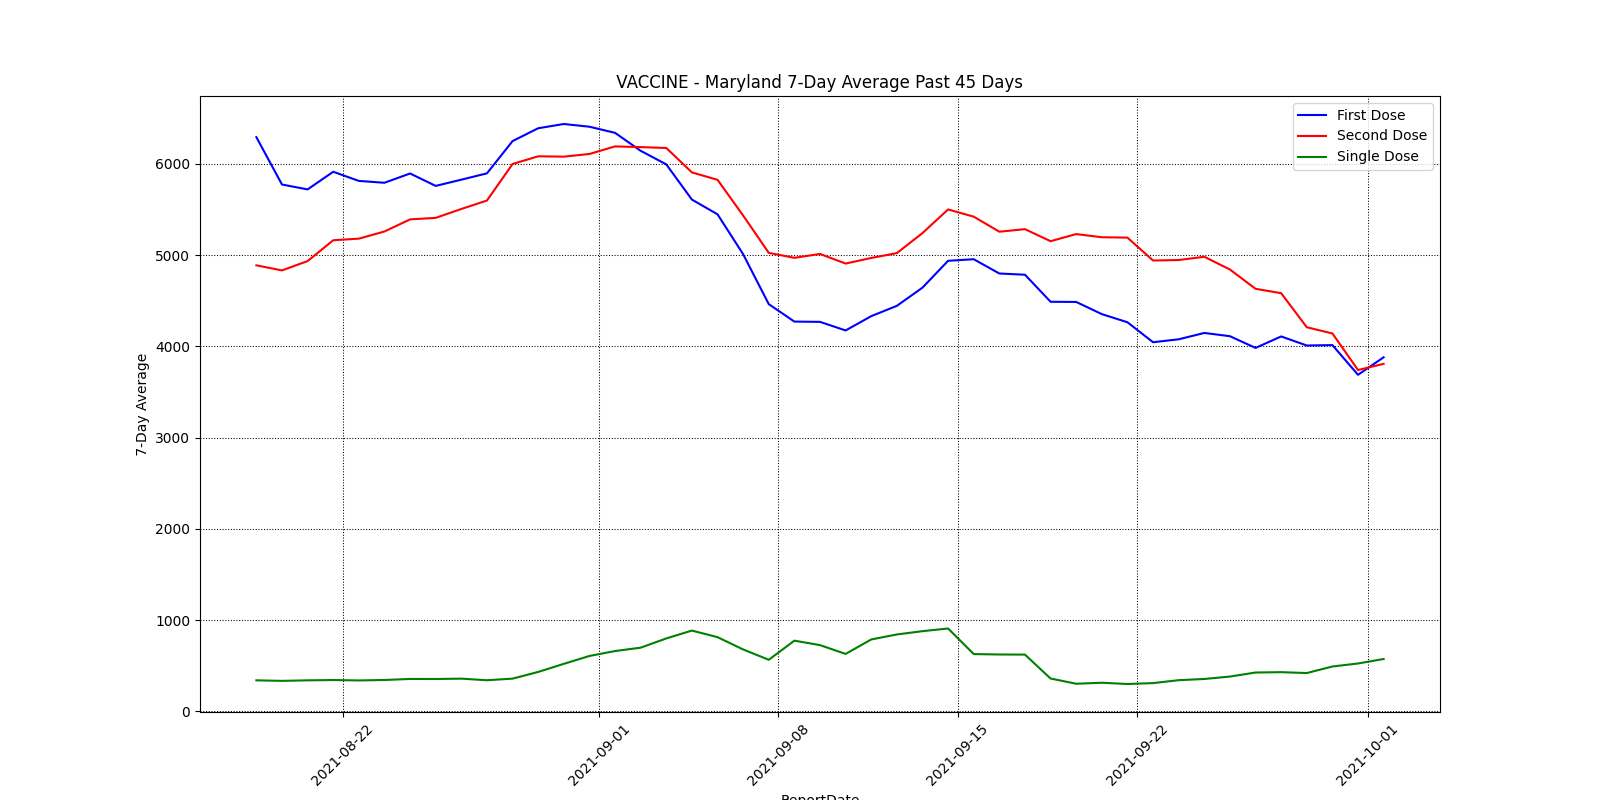 VACCINE - Maryland 7-Day Average Past 45 Days
First Dose
Second Dose
Single Dose
7-Day Average
6000
5000
4000
3000
2000
1000
0
2021-08-22
2021-09-01
2021-09-08
2021-09-15
2021-09-22
2021-10-01
ReportDate